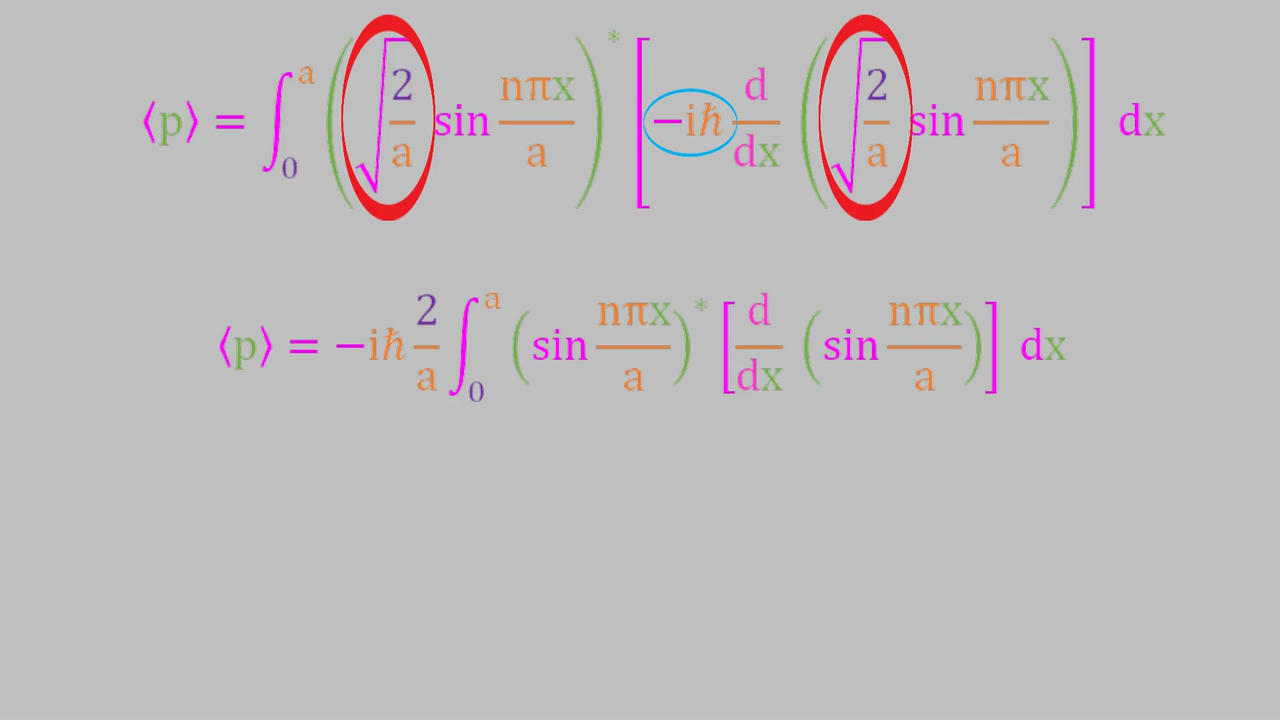 ⟨p⟩ = ∫₀ᵃ (√(2/a) sin nπx/a)* [−iℏ d/dx (√(2/a) sin nπx/a)] dx
⟨p⟩ = −iℏ 2/a ∫₀ᵃ (sin nπx/a)* [d/dx (sin nπx/a)] dx